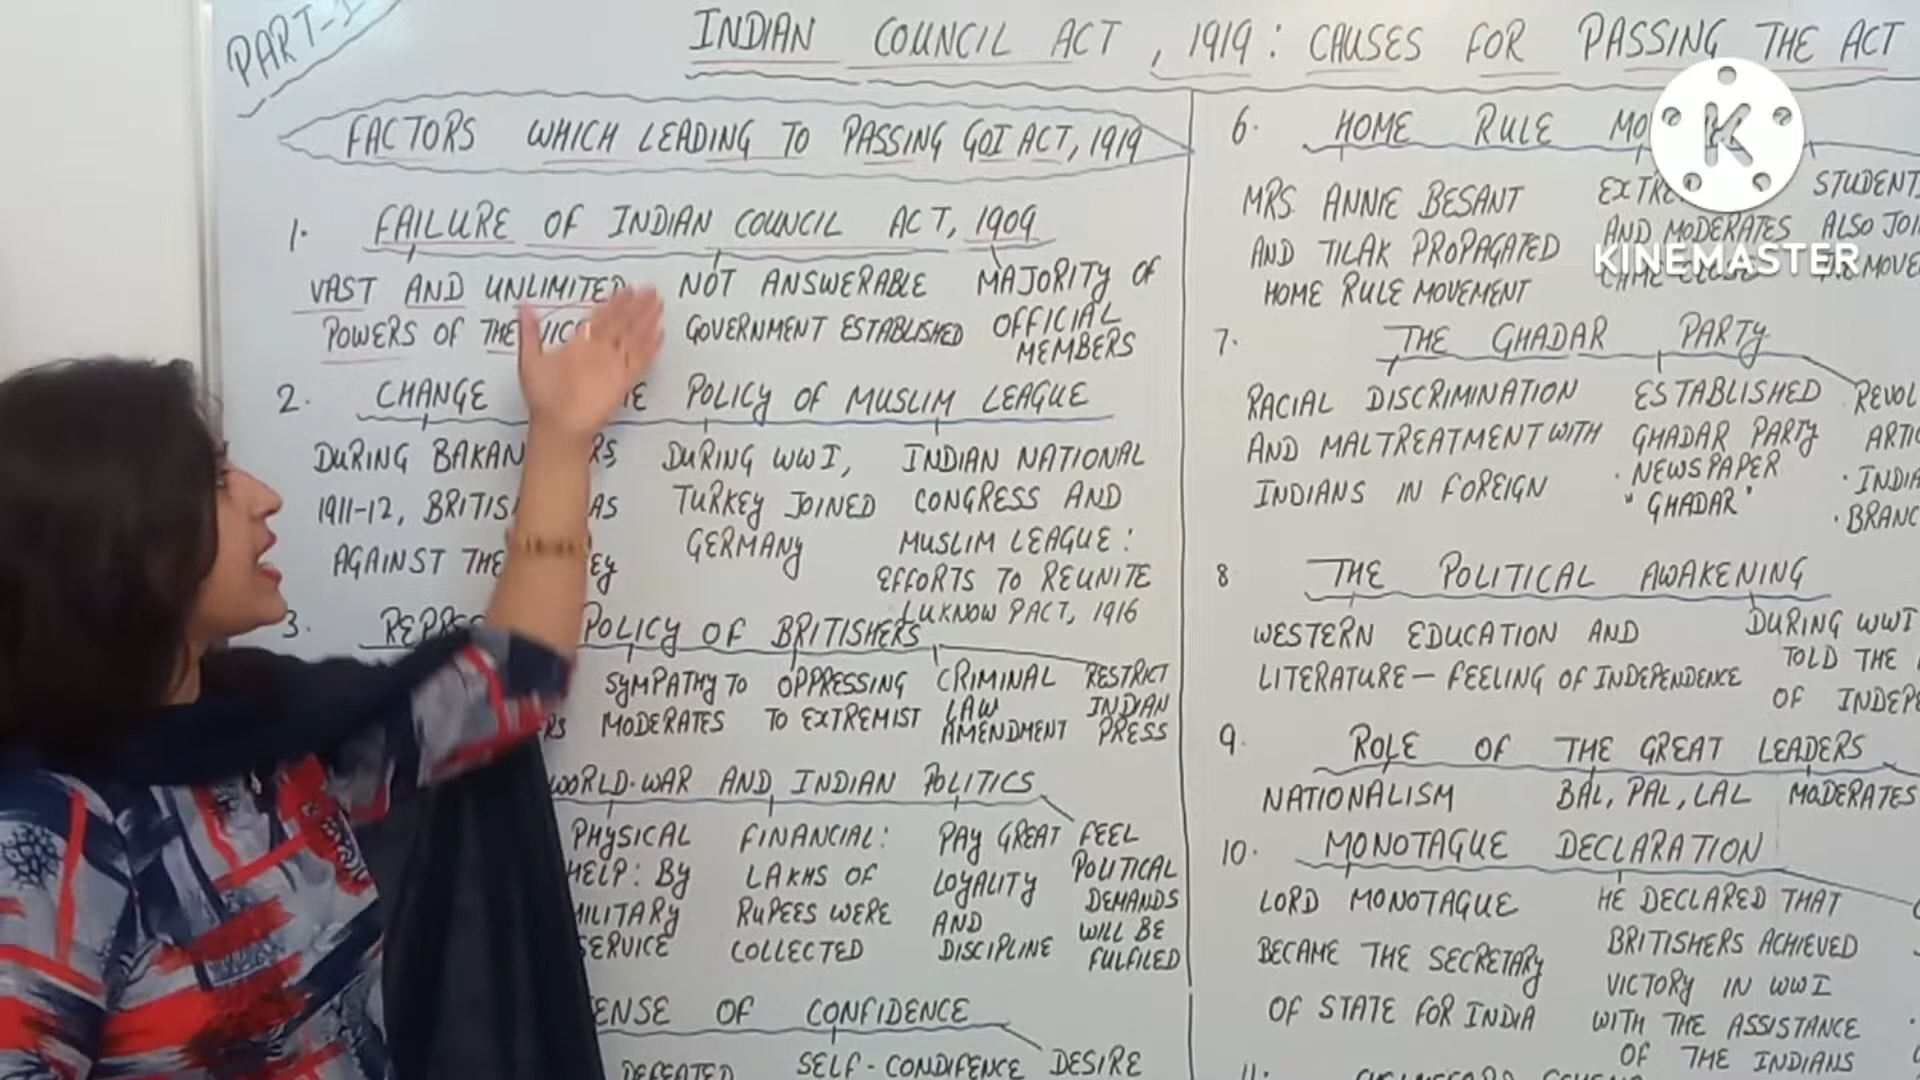 PART-I
INDIAN COUNCIL ACT, 1919: CAUSES FOR PASSING THE ACT
FACTORS WHICH LEADING TO PASSING GOI ACT, 1919
1. FAILURE OF INDIAN COUNCIL ACT, 1909
VAST AND UNLIMITED
POWERS OF THE
NOT ANSWERABLE
GOVERNMENT ESTABLISHED
MAJORITY OF
OFFICIAL
MEMBERS
2. CHANGE POLICY OF MUSLIM LEAGUE
DURING BAKAN
1911-12,
AGAINST THE
DURING WWI,
TURKEY JOINED
GERMANY
INDIAN NATIONAL
CONGRESS AND
MUSLIM LEAGUE:
EFFORTS TO REUNITE
LUKNOW PACT, 1916
3. POLICY OF BRITISHERS
SYMPATHY TO
MODERATES
OPPRESSING
TO EXTREMIST
CRIMINAL
LAW
AMENDMENT
RESTRICT
INDIAN
PRESS
WORLD-WAR AND INDIAN POLITICS
PHYSICAL
HELP: BY
MILITARY
SERVICE
FINANCIAL:
LAKHS OF
RUPEES WERE
COLLECTED
PAY GREAT
LOYALITY
AND
DISCIPLINE
FEEL
POLITICAL
DEMANDS
WILL BE
FULFILED
OF CONFIDENCE
DEFEATED
SELF-CONDIFENCE
DESIRE
6. HOME RULE
MRS. ANNIE BESANT
AND TILAK PROPAGATED
HOME RULE MOVEMENT
AND MODERATES
STUDENTS
ALSO
KINEMASTER
7. THE GHADAR PARTY
RACIAL DISCRIMINATION
AND MALTREATMENT WITH
INDIANS IN FOREIGN
ESTABLISHED
GHADAR PARTY
· NEWSPAPER
"GHADAR"
8 THE POLITICAL AWAKENING
WESTERN EDUCATION AND
LITERATURE — FEELING OF INDEPENDENCE
DURING WWI
TOLD THE
OF
9. ROLE OF THE GREAT LEADERS
NATIONALISM
BAL, PAL, LAL
MODERATES
10. MONOTAGUE DECLARATION
LORD MONOTAGUE
BECAME THE SECRETARY
OF STATE FOR INDIA
HE DECLARED THAT
BRITISHERS ACHIEVED
VICTORY IN WWI
WITH THE ASSISTANCE
OF THE INDIANS
11.